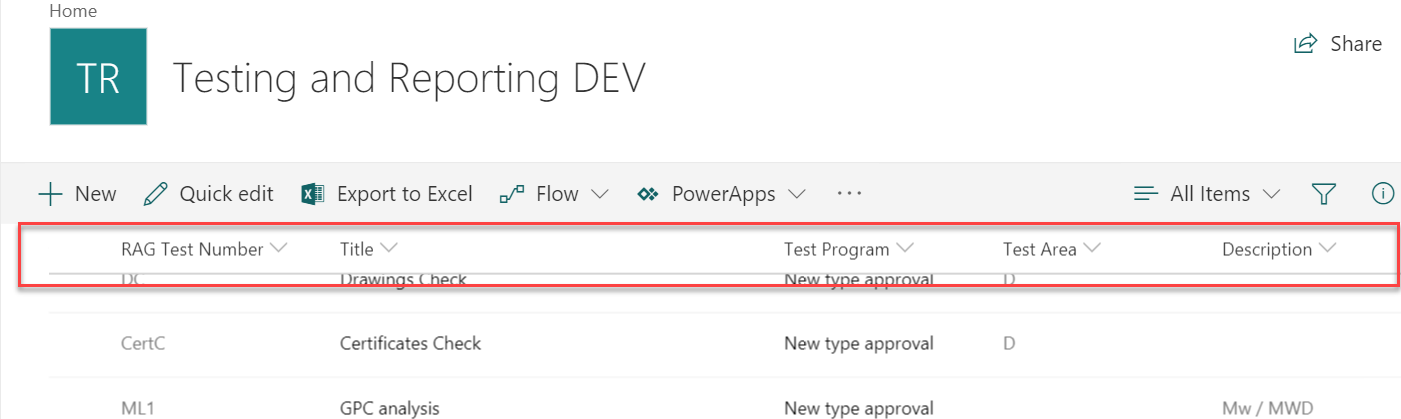 Home
TR
Testing and Reporting DEV
Share
New Quick edit Export to Excel Flow PowerApps ... All Items
RAG Test Number Title Test Program Test Area Description
DC Drawings Check New type approval D
CertC Certificates Check New type approval D
ML1 GPC analysis New type approval Mw / MWD